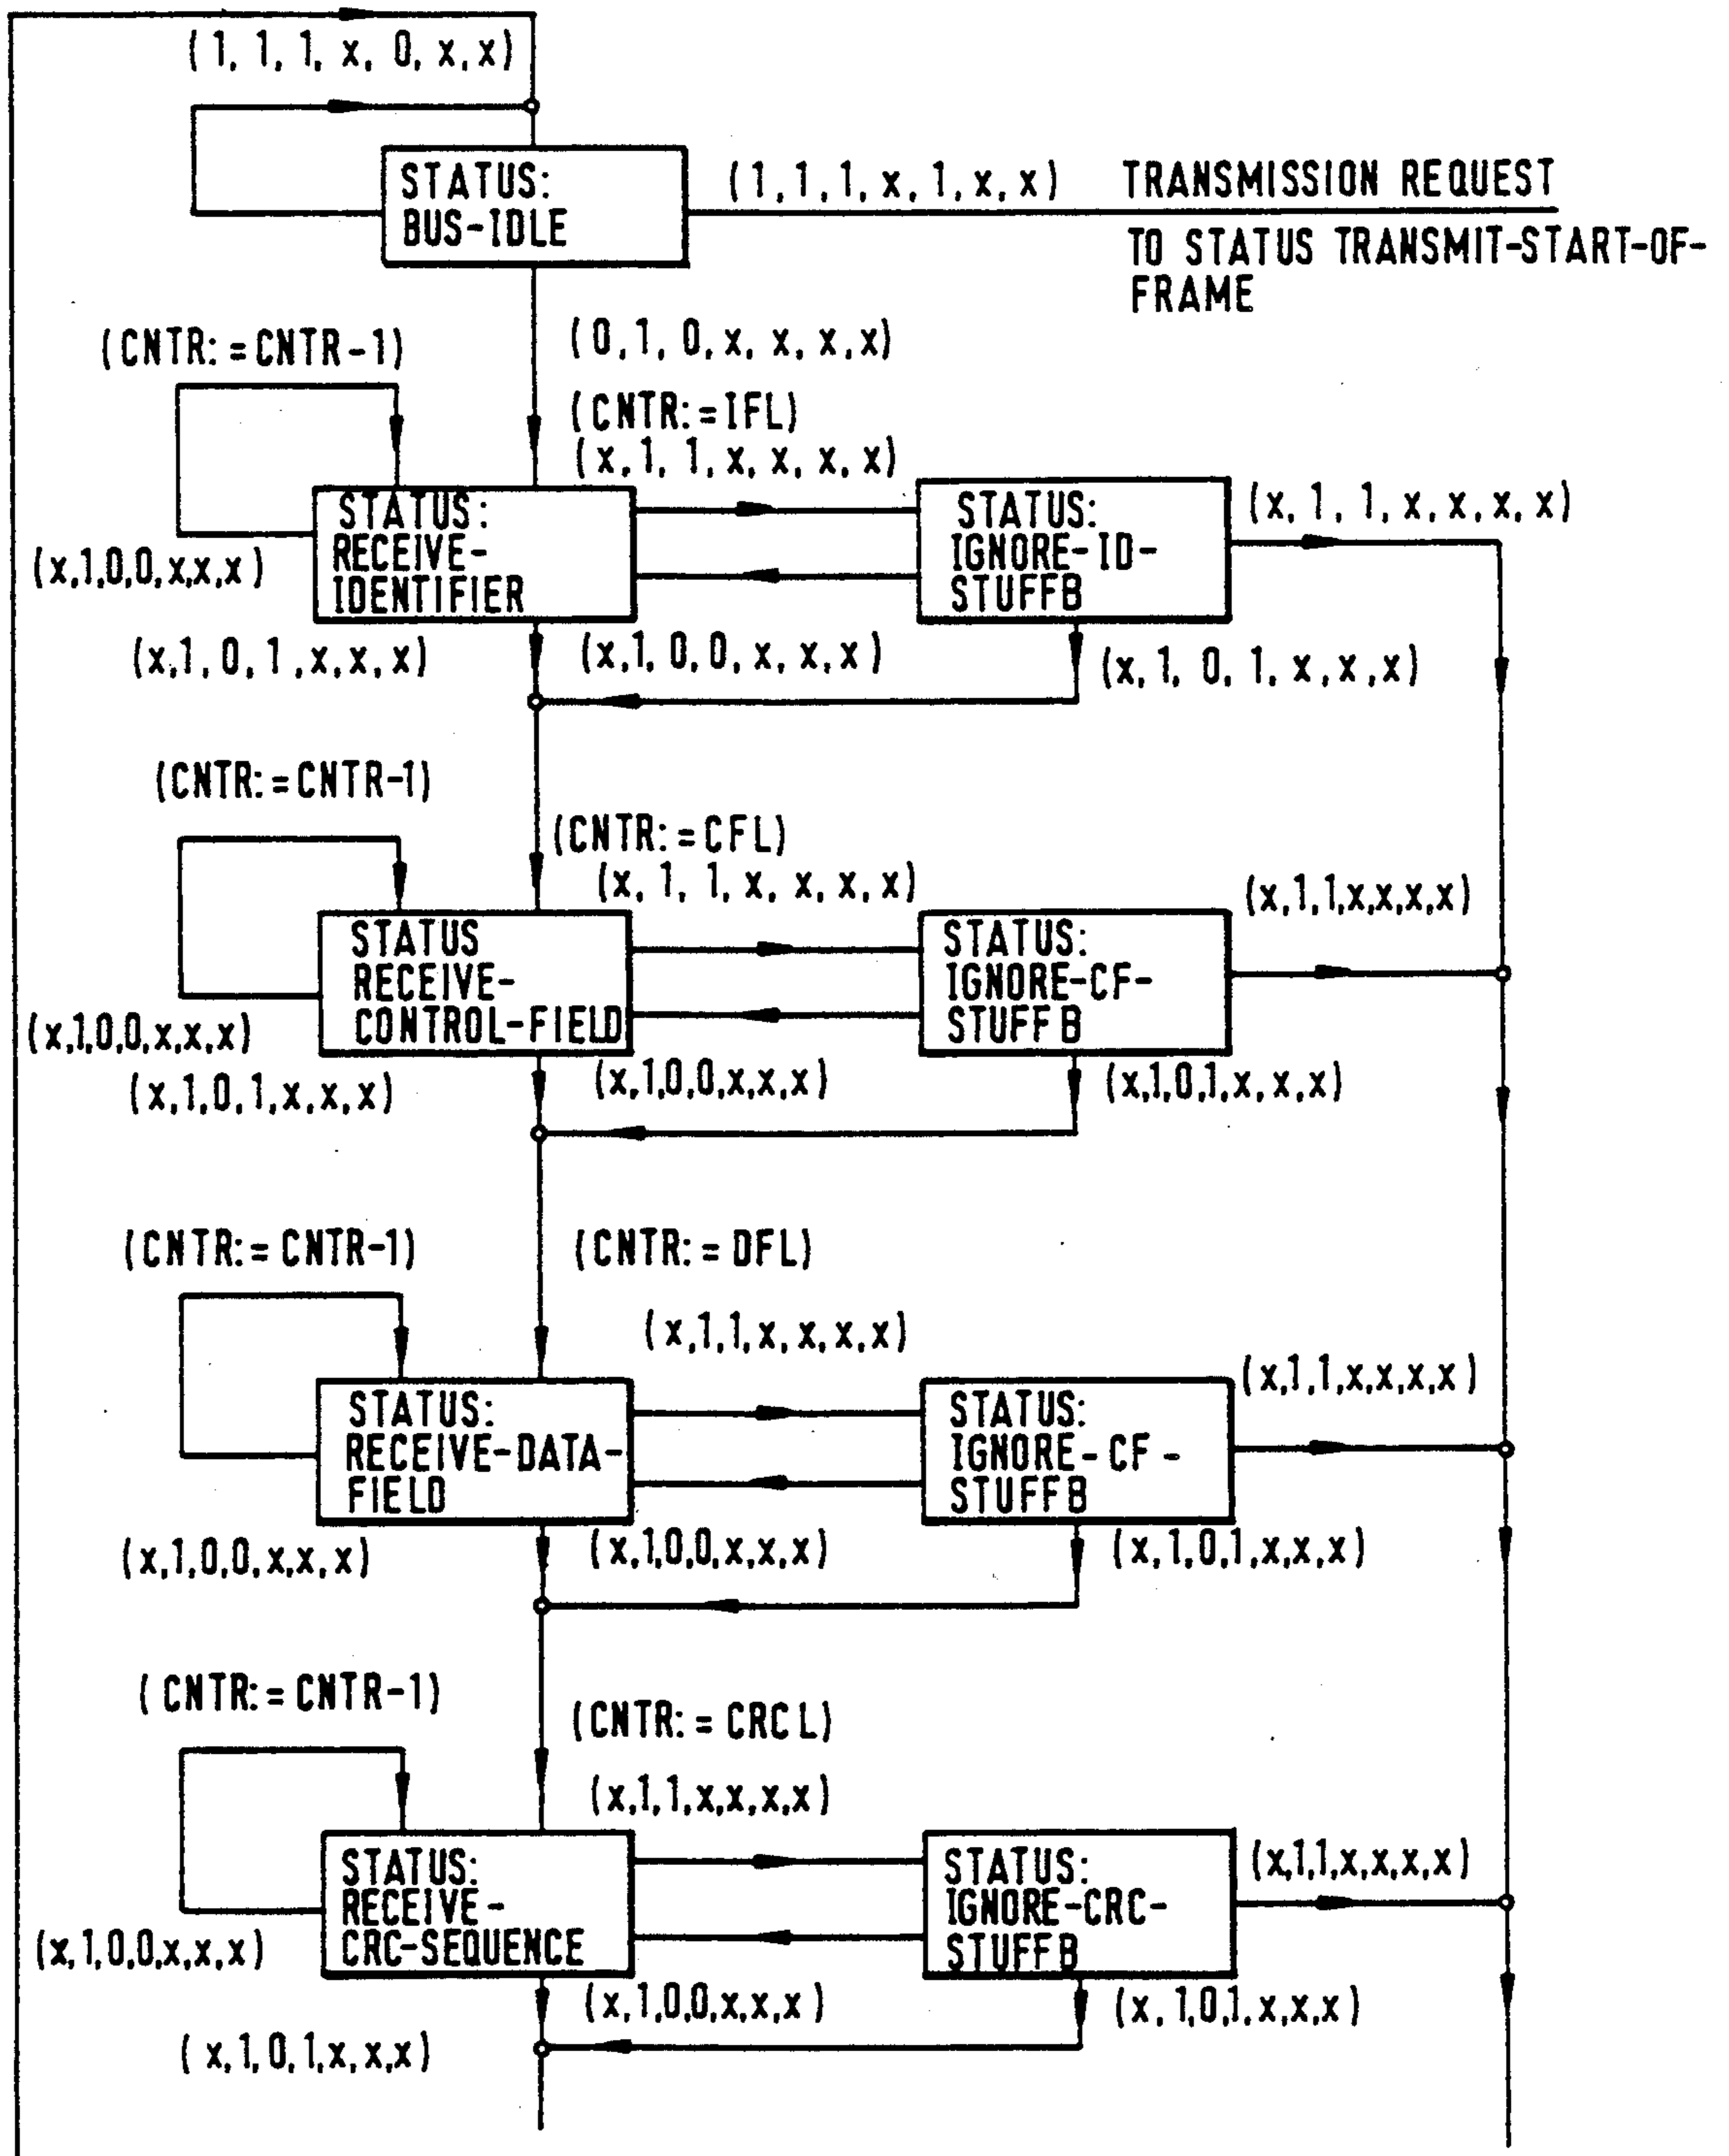 (1, 1, 1, x, 0, x, x)
STATUS:
BUS-IDLE
(1, 1, 1, x, 1, x, x)
TRANSMISSION REQUEST
TO STATUS TRANSMIT-START-OF-
FRAME
(CNTR:=CNTR-1)
(0, 1, 0, x, x, x, x)
(CNTR:=IFL)
(x, 1, 1, x, x, x, x)
STATUS:
RECEIVE-
IDENTIFIER
STATUS:
IGNORE-ID-
STUFFB
(x, 1, 1, x, x, x, x)
(x,1,0,0,x,x,x)
(x,1,0,1,x,x,x)
(x,1,0,0,x,x,x)
(x,1,0,1,x,x,x)
(CNTR:=CNTR-1)
(CNTR:=CFL)
(x, 1, 1, x, x, x, x)
STATUS
RECEIVE-
CONTROL-FIELD
STATUS:
IGNORE-CF-
STUFFB
(x,1,1,x,x,x,x)
(x,1,0,0,x,x,x)
(x,1,0,1,x,x,x)
(x,1,0,0,x,x,x)
(x,1,0,1,x,x,x)
(CNTR:=CNTR-1)
(CNTR:=DFL)
(x,1,1,x,x,x,x)
STATUS:
RECEIVE-DATA-
FIELD
STATUS:
IGNORE-CF-
STUFFB
(x,1,1,x,x,x,x)
(x,1,0,0,x,x,x)
(x,1,0,0,x,x,x)
(x,1,0,1,x,x,x)
(CNTR:=CNTR-1)
(CNTR:=CRCL)
(x,1,1,x,x,x,x)
STATUS:
RECEIVE-
CRC-SEQUENCE
STATUS:
IGNORE-CRC-
STUFFB
(x,1,1,x,x,x,x)
(x,1,0,0,x,x,x)
(x,1,0,0,x,x,x)
(x,1,0,1,x,x,x)
(x,1,0,1,x,x,x)